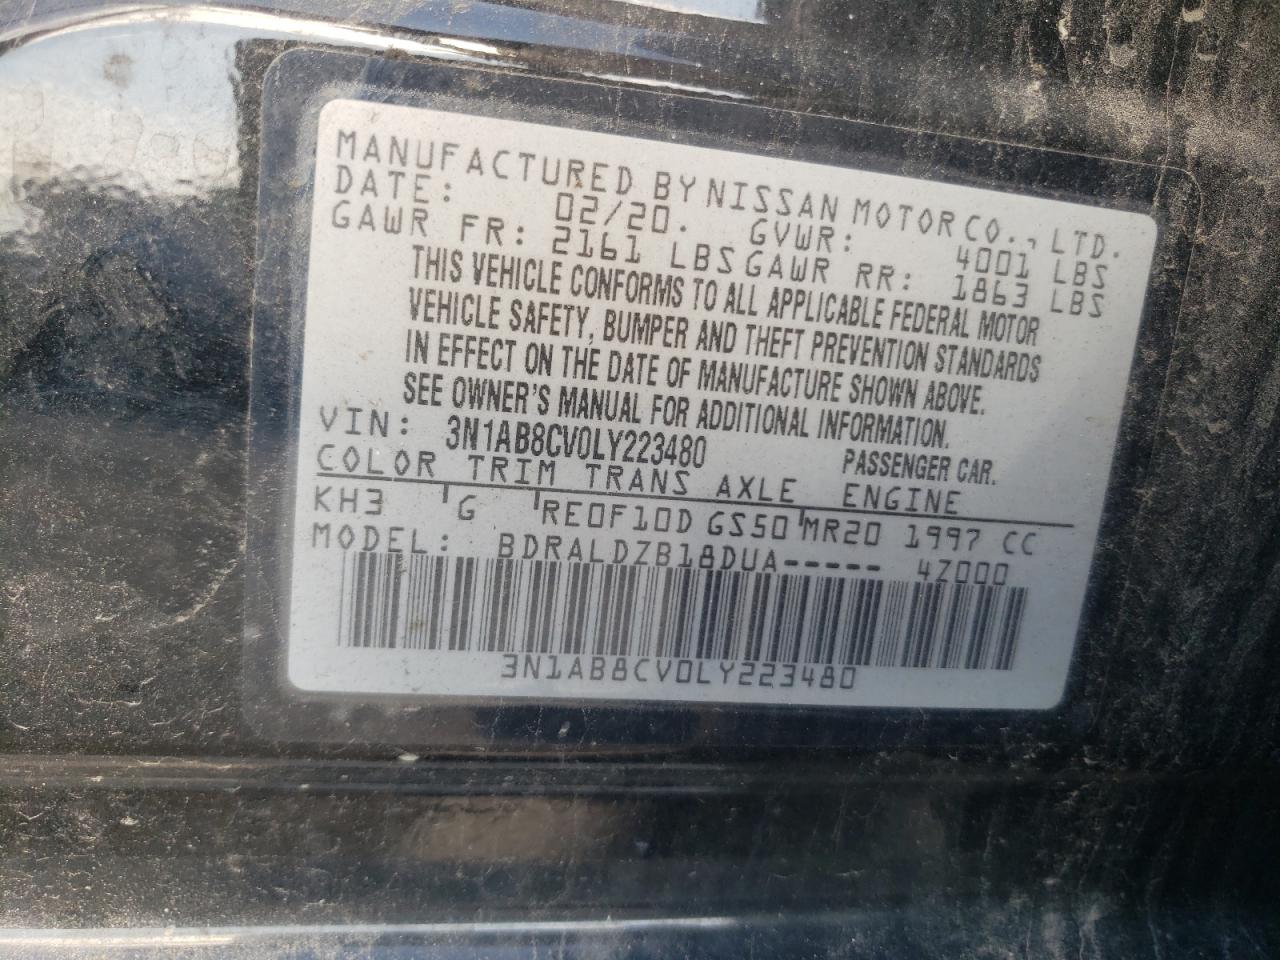 MANUFACTURED BY NISSAN MOTOR CO., LTD.
DATE: 02/20. GVWR: 4001 LBS
GAWR FR: 2161 LBS GAWR RR: 1863 LBS
THIS VEHICLE CONFORMS TO ALL APPLICABLE FEDERAL MOTOR
VEHICLE SAFETY, BUMPER AND THEFT PREVENTION STANDARDS
IN EFFECT ON THE DATE OF MANUFACTURE SHOWN ABOVE.
SEE OWNER'S MANUAL FOR ADDITIONAL INFORMATION.
VIN: 3N1AB8CV0LY223480 PASSENGER CAR.
COLOR TRIM TRANS AXLE ENGINE
KH3 G RE0F10D GS50 MR20 1997 CC
MODEL: BDRALDZB18DUA----- 4Z000
3N1AB8CV0LY223480